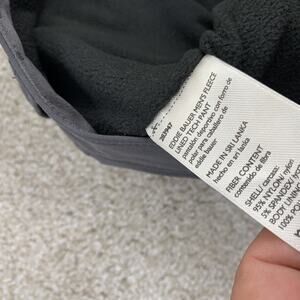 283967
EDDIE BAUER MEN'S FLEECE
LINED TECH PANT
pantalón deportivo con forro de
polar para caballero de
eddie bauer
MADE IN SRI LANKA
hecho en sri lanka
FIBER CONTENT
contenido de fibra
SHELL/ carcasa:
95% NYLON/ nylon
5% SPANDEX/
BODY LINING/
100%